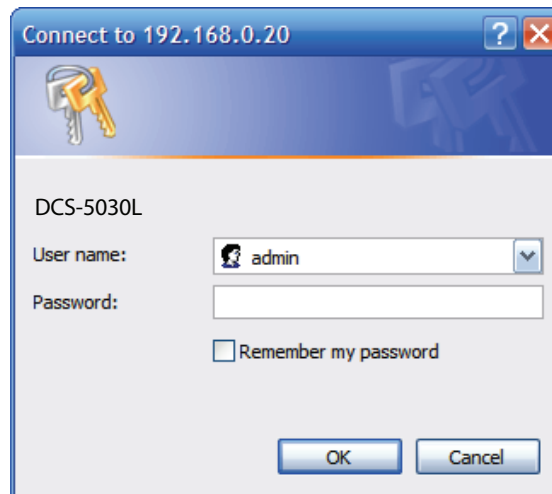 Connect to 192.168.0.20
DCS-5030L
User name:
admin
Password:
Remember my password
OK
Cancel